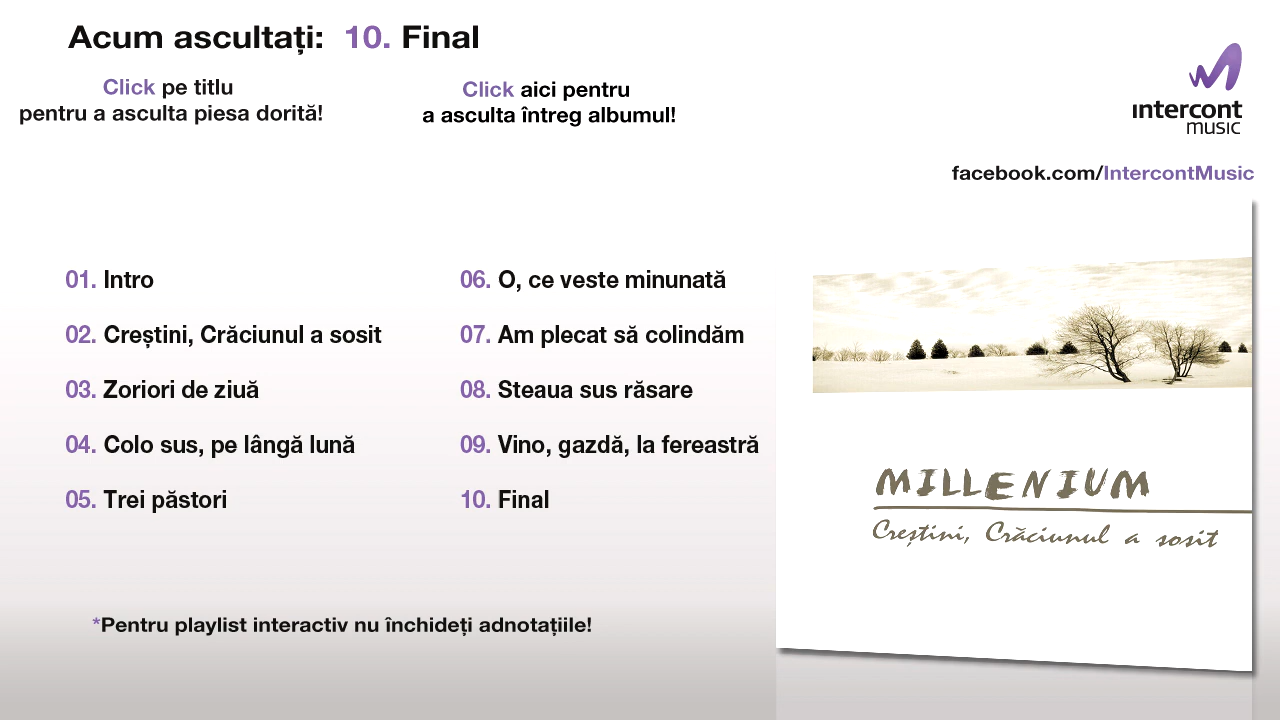 Acum ascultați: 10. Final
Click pe titlu
pentru a asculta piesa dorită!
Click aici pentru
a asculta întreg albumul!
intercont
music
facebook.com/IntercontMusic
01. Intro
02. Creștini, Crăciunul a sosit
03. Zoriori de ziuă
04. Colo sus, pe lângă lună
05. Trei păstori
06. O, ce veste minunată
07. Am plecat să colindăm
08. Steaua sus răsare
09. Vino, gazdă, la fereastră
10. Final
MILLENIUM
Creștini, Crăciunul a sosit
*Pentru playlist interactiv nu închideți adnotațiile!